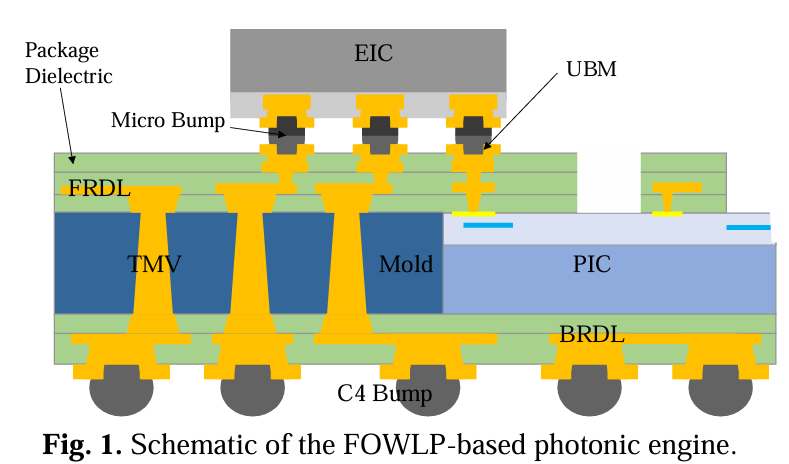 EIC
Package
Dielectric
UBM
Micro Bump
FRDL
TMV
Mold
PIC
BRDL
C4 Bump
Fig. 1. Schematic of the FOWLP-based photonic engine.